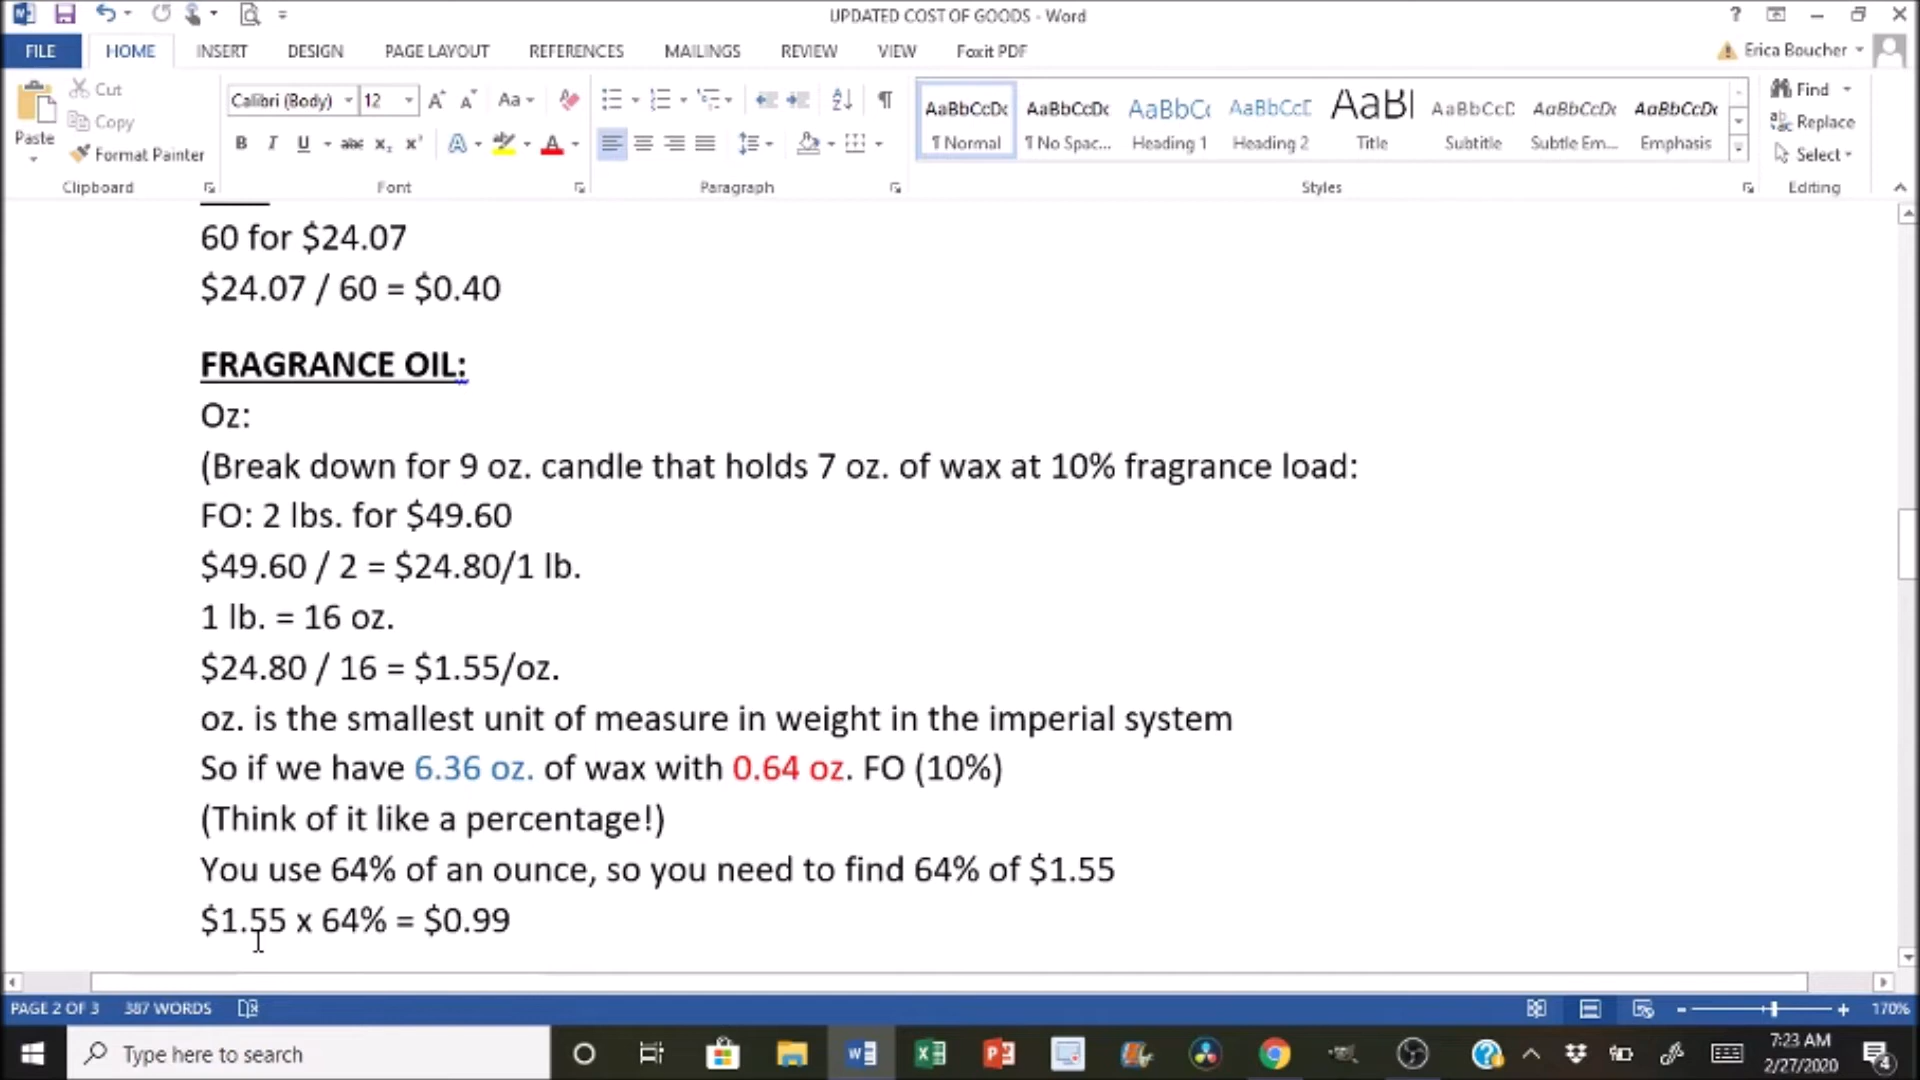 UPDATED COST OF GOODS - Word
?
FILE HOME INSERT DESIGN PAGE LAYOUT REFERENCES MAILINGS REVIEW VIEW Foxit PDF
Erica Boucher
Paste
Cut
Copy
Format Painter
Clipboard
Calibri (Body) 12
Font
Paragraph
AaBbCcDc AaBbCcDc AaBbCc AaBbCcD AaBl AaBbCcD AaBbCcDc AaBbCcDc
¶ Normal ¶ No Spac... Heading 1 Heading 2 Title Subtitle Subtle Em... Emphasis
Styles
Find
Replace
Select
Editing
60 for $24.07
$24.07 / 60 = $0.40
FRAGRANCE OIL:
Oz:
(Break down for 9 oz. candle that holds 7 oz. of wax at 10% fragrance load:
FO: 2 lbs. for $49.60
$49.60 / 2 = $24.80/1 lb.
1 lb. = 16 oz.
$24.80 / 16 = $1.55/oz.
oz. is the smallest unit of measure in weight in the imperial system
So if we have 6.36 oz. of wax with 0.64 oz. FO (10%)
(Think of it like a percentage!)
You use 64% of an ounce, so you need to find 64% of $1.55
$1.55 x 64% = $0.99
PAGE 2 OF 3 387 WORDS
170%
Type here to search
7:23 AM
2/27/2020
4